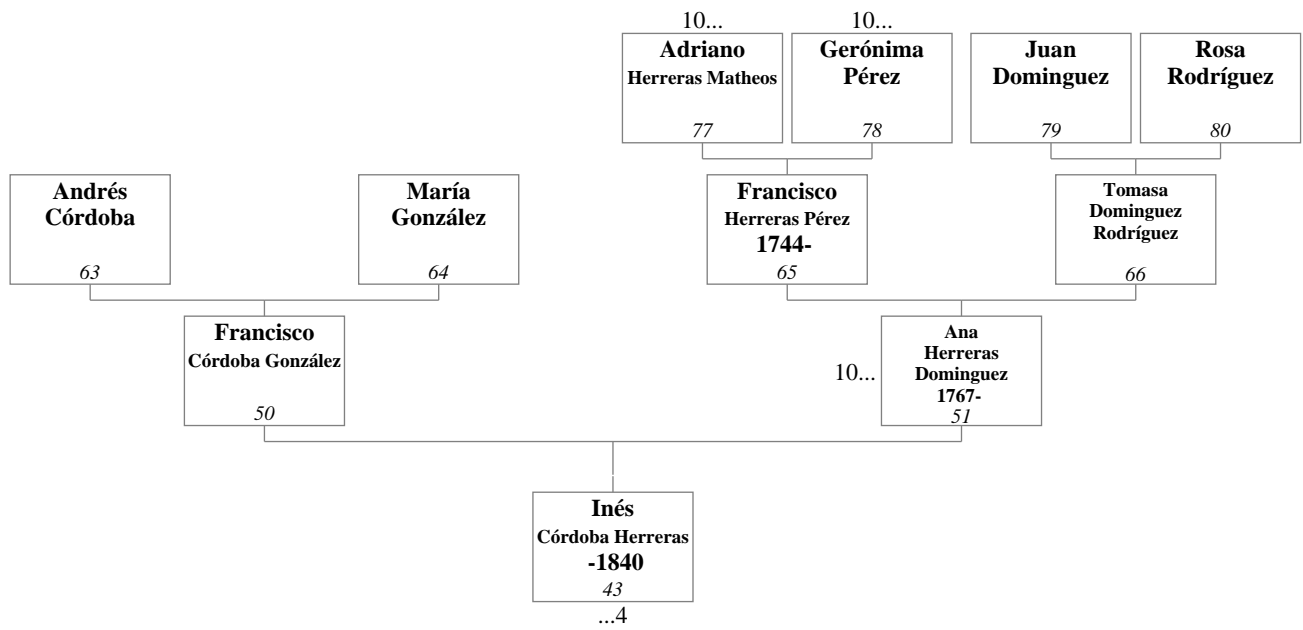 10...
Adriano
Herreras Matheos
77
10...
Gerónima
Pérez
78
Juan
Dominguez
79
Rosa
Rodríguez
80
Andrés
Córdoba
63
María
González
64
Francisco
Herreras Pérez
1744-
65
Tomasa
Dominguez
Rodríguez
66
Francisco
Córdoba González
50
10...
Ana
Herreras
Dominguez
1767-
51
Inés
Córdoba Herreras
-1840
43
...4